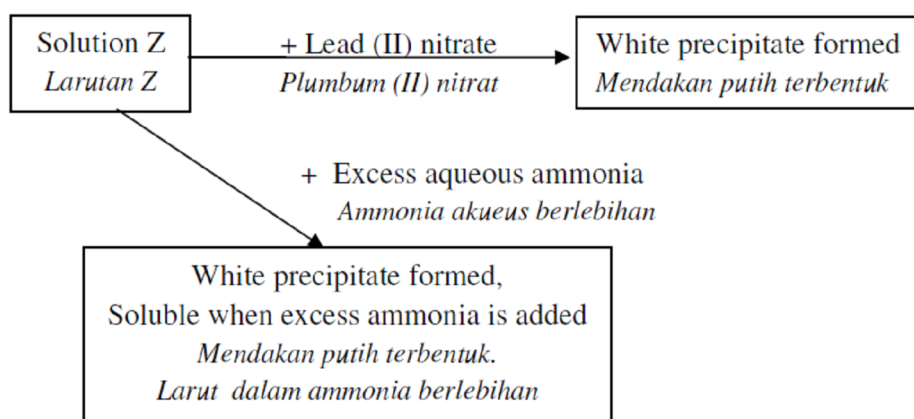 Solution Z
Larutan Z
+ Lead (II) nitrate
Plumbum (II) nitrat
White precipitate formed
Mendakan putih terbentuk
+ Excess aqueous ammonia
Ammonia akueus berlebihan
White precipitate formed,
Soluble when excess ammonia is added
Mendakan putih terbentuk.
Larut dalam ammonia berlebihan